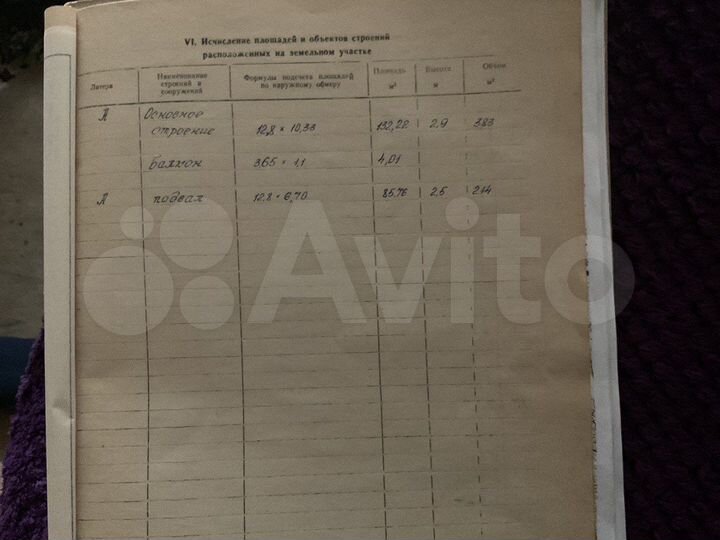 VI. Исчисление площадей и объектов строений
расположенных на земельном участке
Литера Наименование строений и сооружений Формулы подсчета площадей по наружному обмеру Площадь м² Высота м Объем м³
А Основное
строение 12,8 × 10,33 132,22 2,9 383
балкон 3,65 × 1,1 4,01
А подвал 12,8 × 6,70 85,76 2,5 214
Avito